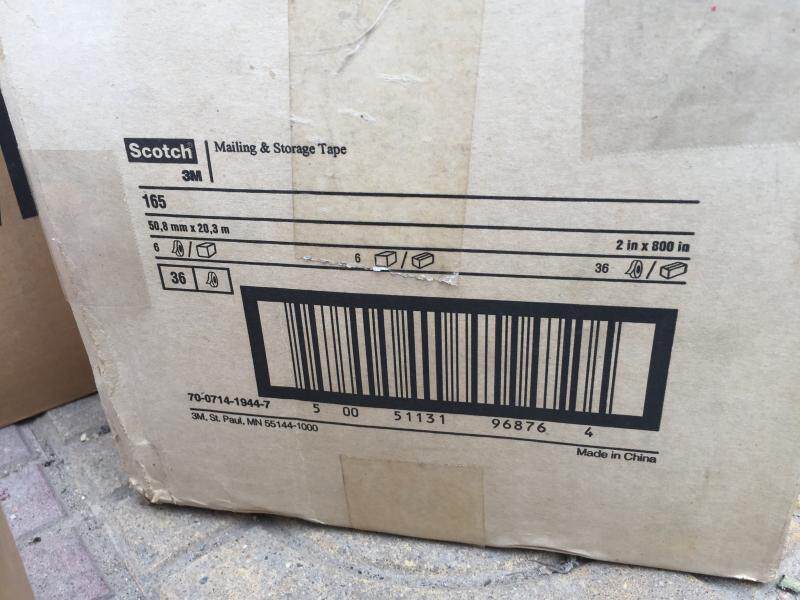 Scotch Mailing & Storage Tape
3M
165
50,8 mm x 20,3 m 2 in x 800 in
6 / 6 / 36 /
36
70-0714-1944-7
5 00 51131 96876 4
3M, St. Paul, MN 55144-1000
Made in China